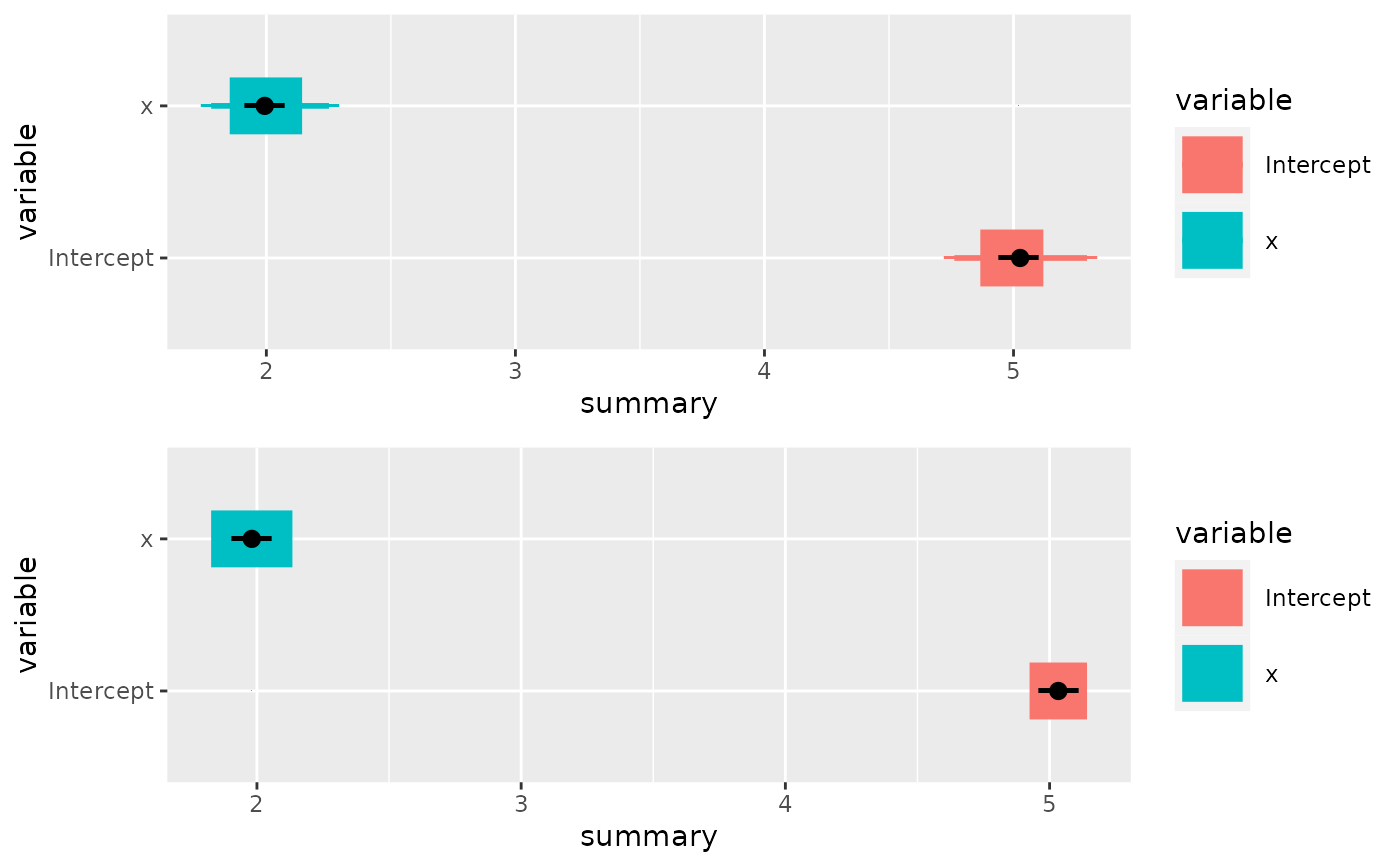 variable
x
Intercept
2 3 4 5
summary
variable
Intercept
x
variable
x
Intercept
2 3 4 5
summary
variable
Intercept
x